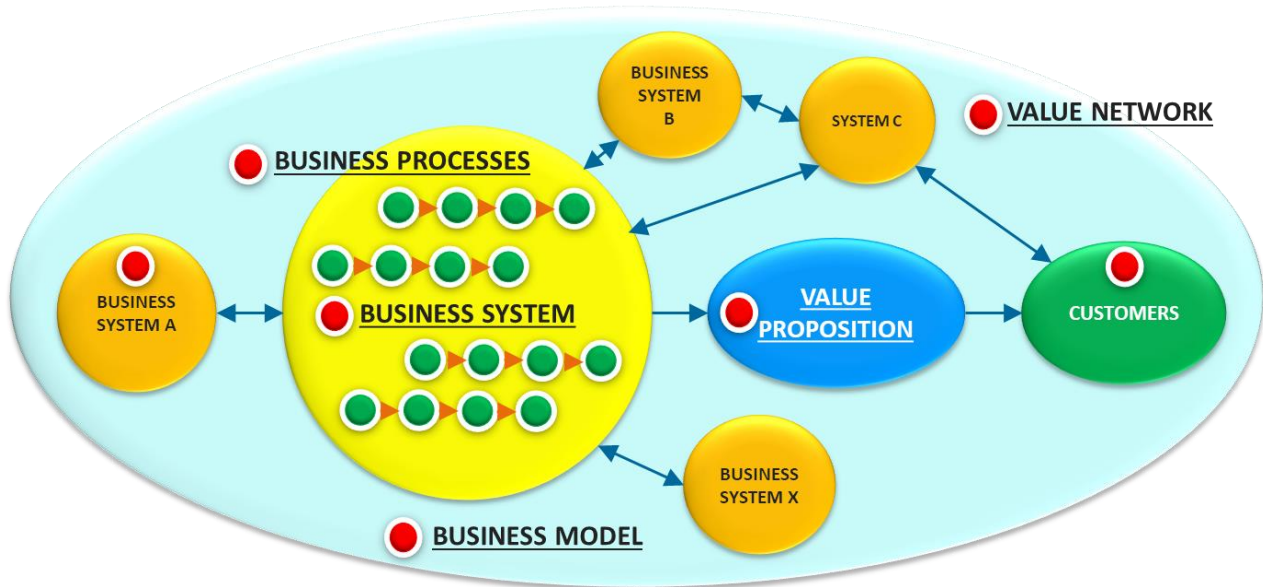 BUSINESS
SYSTEM
B
SYSTEM C
VALUE NETWORK
BUSINESS PROCESSES
BUSINESS
SYSTEM A
BUSINESS SYSTEM
VALUE
PROPOSITION
CUSTOMERS
BUSINESS
SYSTEM X
BUSINESS MODEL